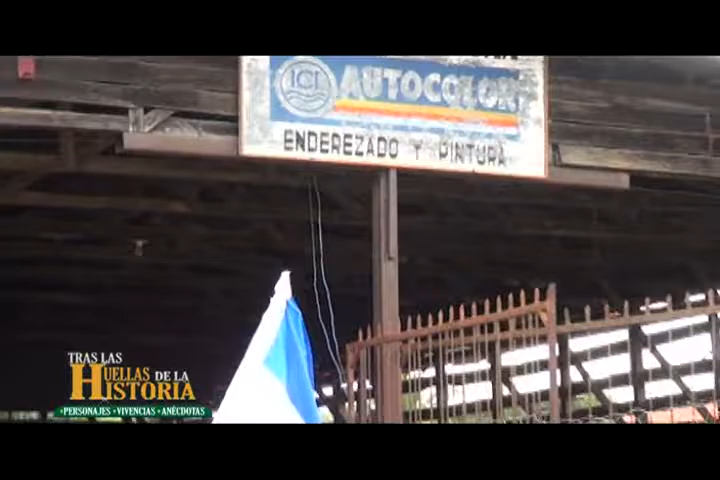 ICI
AUTOCOLOR
ENDEREZADO Y PINTURA
TRAS LAS
HUELLAS DE LA
HISTORIA
•PERSONAJES •VIVENCIAS •ANÉCDOTAS